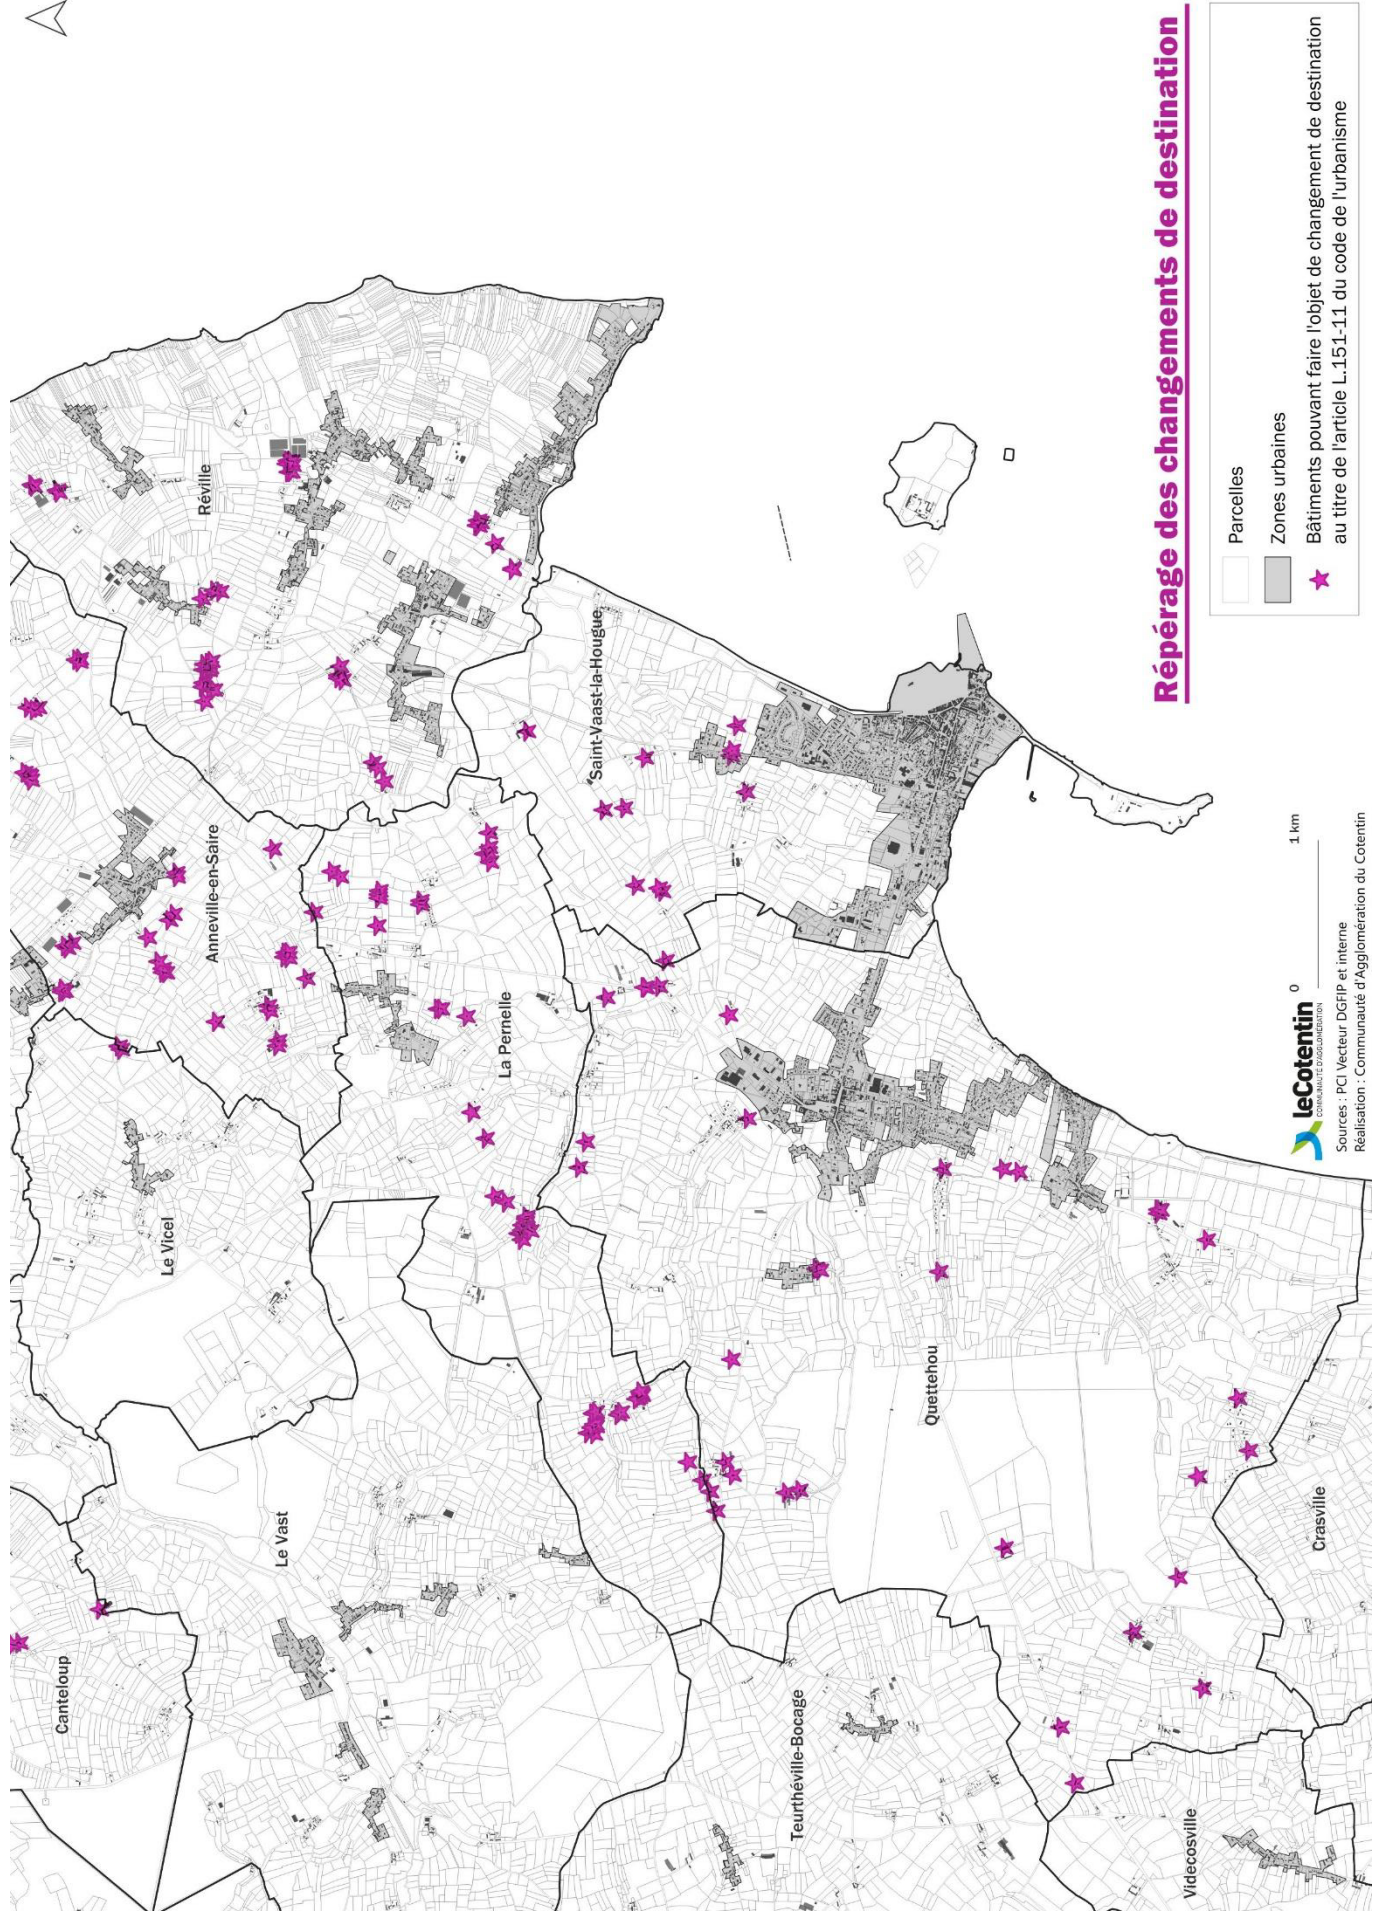 Répérage des changements de destination
Parcelles
Zones urbaines
Bâtiments pouvant faire l'objet de changement de destination
au titre de l'article L.151-11 du code de l'urbanisme
Réville
Anneville-en-Saire
Saint-Vaast-la-Hougue
La Pernelle
Le Vicel
Quettehou
Le Vast
Canteloup
Teurthéville-Bocage
Crasville
Videcosville
0
1 km
leCotentin
COMMUNAUTÉ D'AGGLOMÉRATION
Sources : PCI Vecteur DGFIP et interne
Réalisation : Communauté d'Agglomération du Cotentin